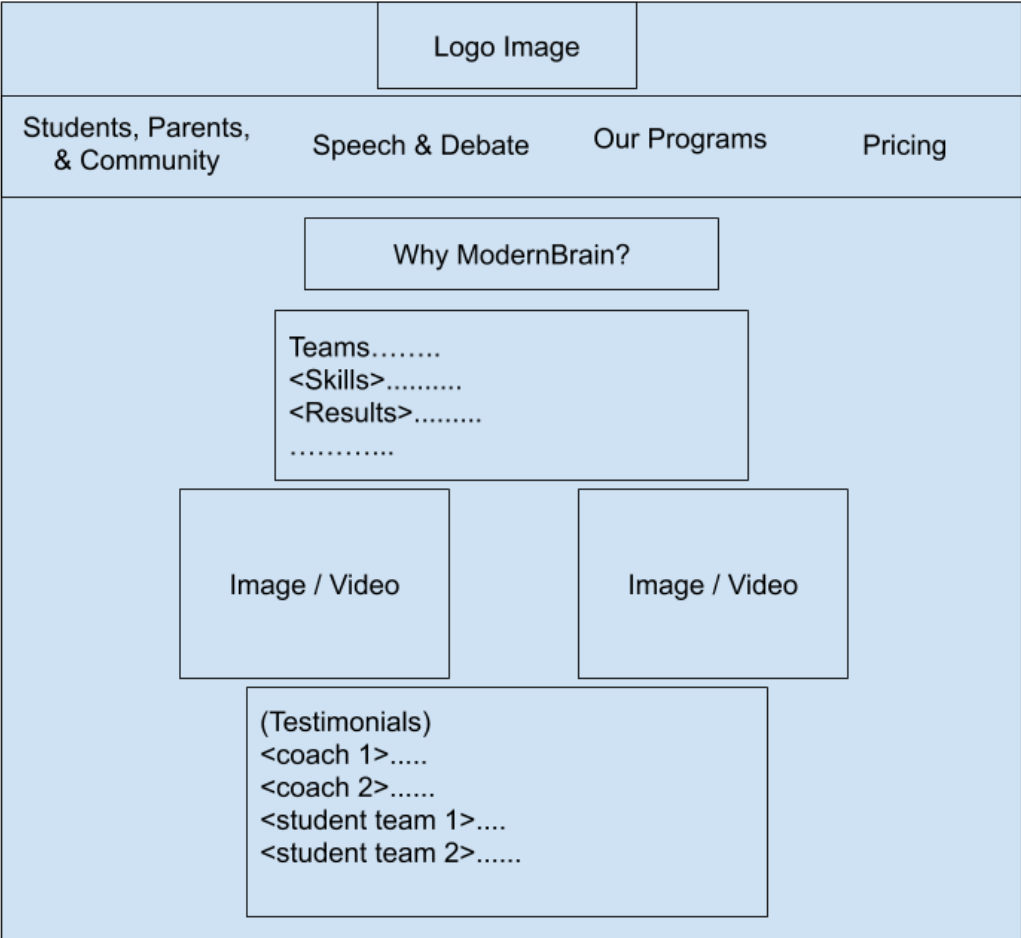 Logo Image
Students, Parents,
& Community
Speech & Debate
Our Programs
Pricing
Why ModernBrain?
Teams........
<Skills>..........
<Results>.........
............
Image / Video
Image / Video
(Testimonials)
<coach 1>.....
<coach 2>......
<student team 1>....
<student team 2>......